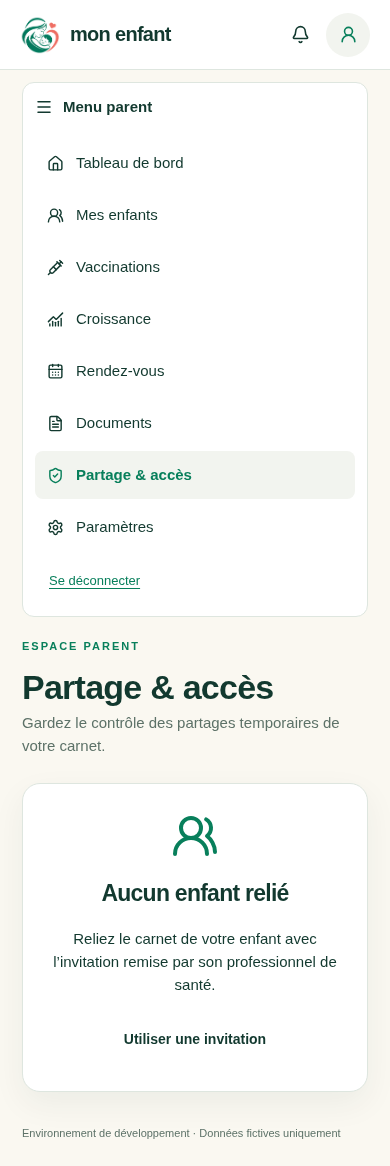 mon enfant
Menu parent
Tableau de bord
Mes enfants
Vaccinations
Croissance
Rendez-vous
Documents
Partage & accès
Paramètres
Se déconnecter
ESPACE PARENT
Partage & accès
Gardez le contrôle des partages temporaires de
votre carnet.
Aucun enfant relié
Reliez le carnet de votre enfant avec
l’invitation remise par son professionnel de
santé.
Utiliser une invitation
Environnement de développement · Données fictives uniquement